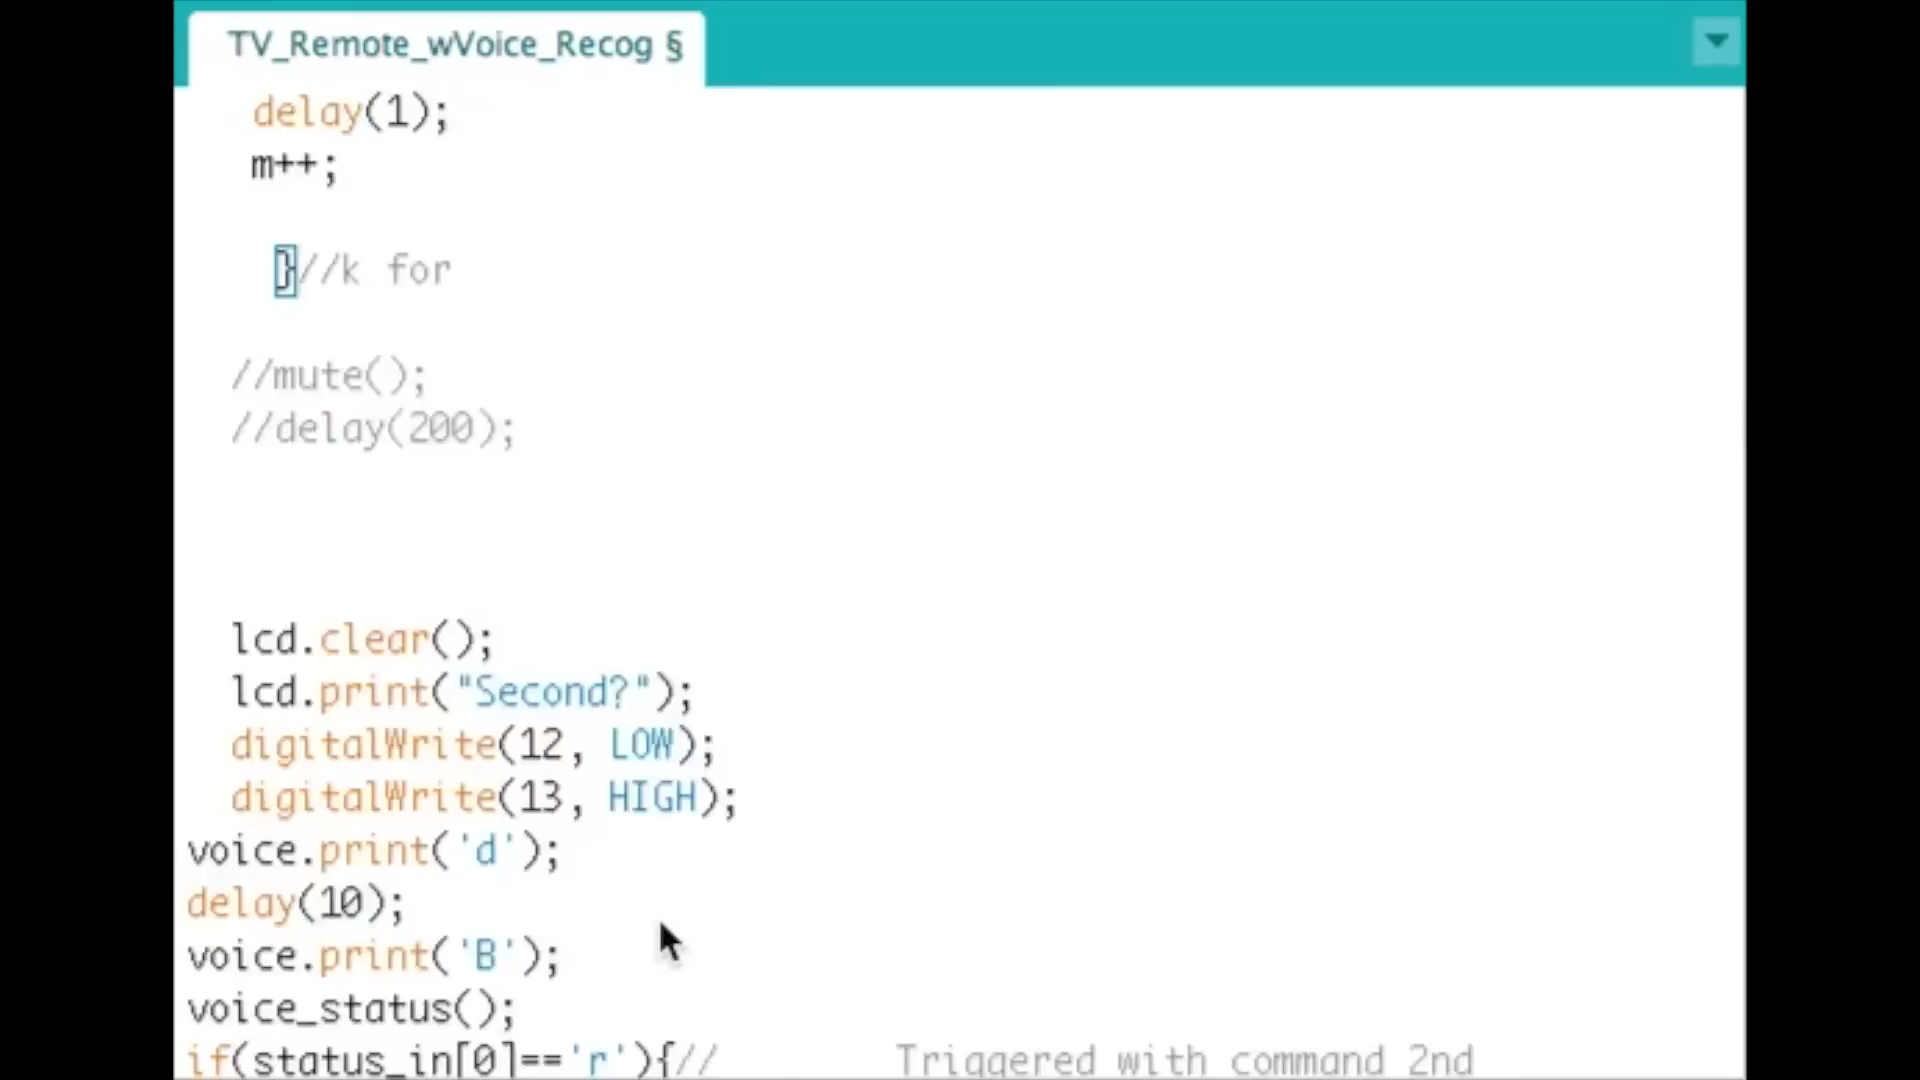 TV_Remote_wVoice_Recog §
delay(1);
m++;
}//k for
//mute();
//delay(200);
lcd.clear();
lcd.print("Second?");
digitalWrite(12, LOW);
digitalWrite(13, HIGH);
voice.print('d');
delay(10);
voice.print('B');
voice_status();
if(status_in[0]=='r'){// Triggered with command 2nd